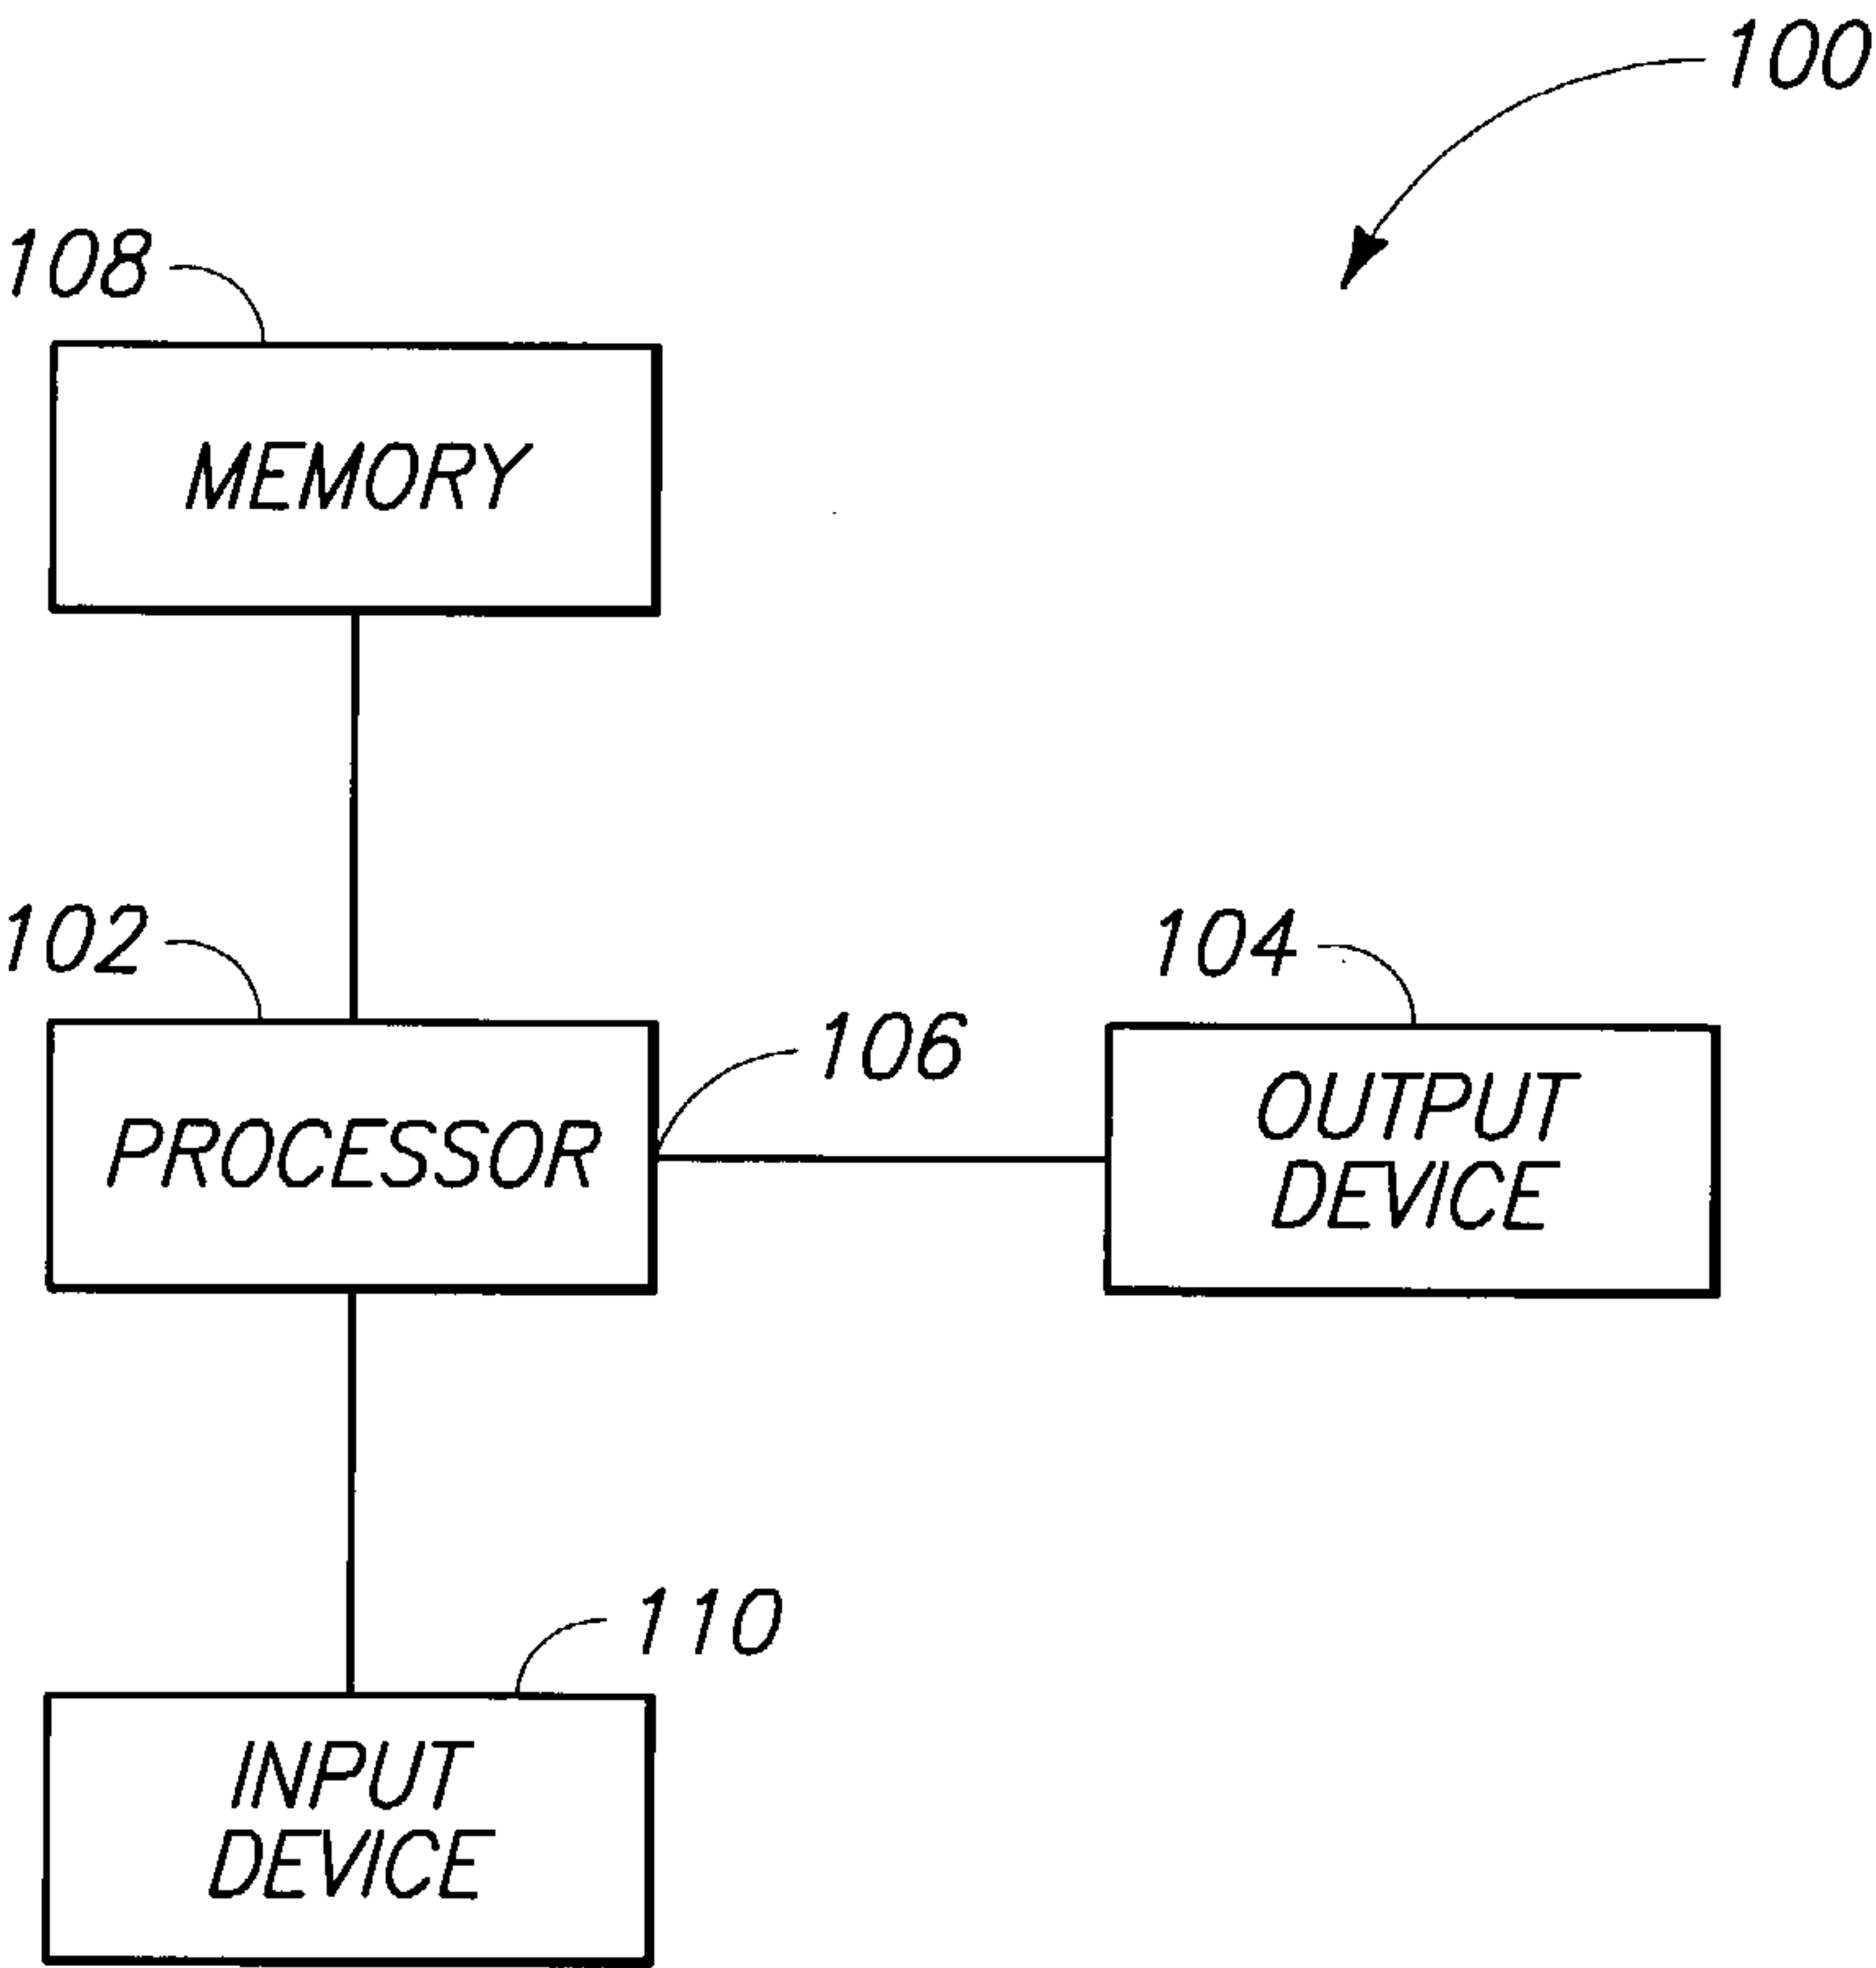 100
108
MEMORY
102
104
106
PROCESSOR
OUTPUT
DEVICE
110
INPUT
DEVICE